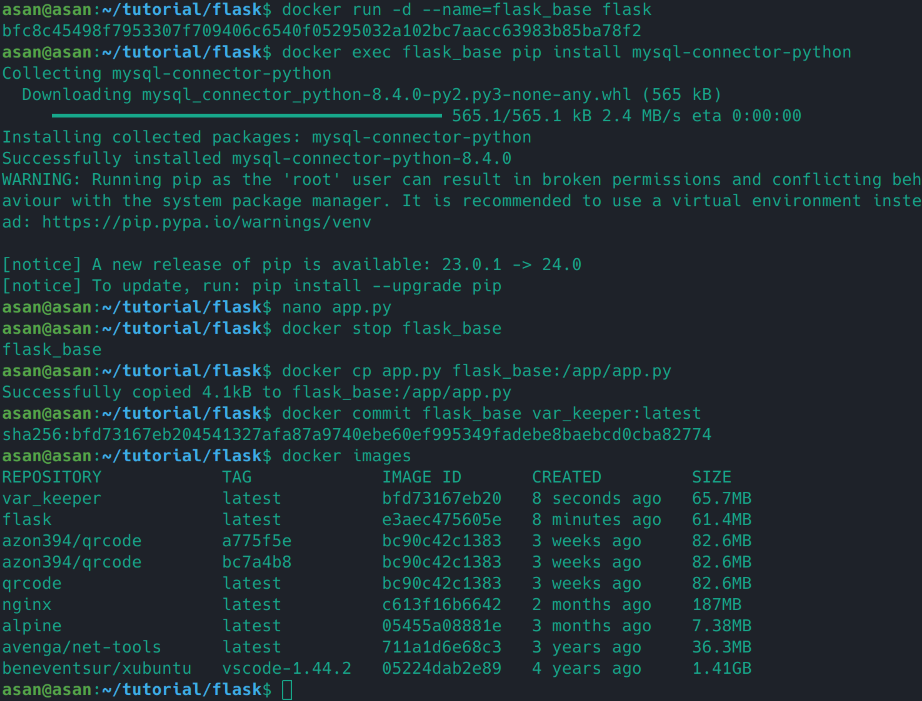 asan@asan:~/tutorial/flask$ docker run -d --name=flask_base flask
bfc8c45498f7953307f709406c6540f05295032a102bc7aacc63983b85ba78f2
asan@asan:~/tutorial/flask$ docker exec flask_base pip install mysql-connector-python
Collecting mysql-connector-python
  Downloading mysql_connector_python-8.4.0-py2.py3-none-any.whl (565 kB)
     565.1/565.1 kB 2.4 MB/s eta 0:00:00
Installing collected packages: mysql-connector-python
Successfully installed mysql-connector-python-8.4.0
WARNING: Running pip as the 'root' user can result in broken permissions and conflicting beh
aviour with the system package manager. It is recommended to use a virtual environment inste
ad: https://pip.pypa.io/warnings/venv

[notice] A new release of pip is available: 23.0.1 -> 24.0
[notice] To update, run: pip install --upgrade pip
asan@asan:~/tutorial/flask$ nano app.py
asan@asan:~/tutorial/flask$ docker stop flask_base
flask_base
asan@asan:~/tutorial/flask$ docker cp app.py flask_base:/app/app.py
Successfully copied 4.1kB to flask_base:/app/app.py
asan@asan:~/tutorial/flask$ docker commit flask_base var_keeper:latest
sha256:bfd73167eb204541327afa87a9740ebe60ef995349fadebe8baebcd0cba82774
asan@asan:~/tutorial/flask$ docker images
REPOSITORY            TAG             IMAGE ID       CREATED         SIZE
var_keeper            latest          bfd73167eb20   8 seconds ago   65.7MB
flask                 latest          e3aec475605e   8 minutes ago   61.4MB
azon394/qrcode        a775f5e         bc90c42c1383   3 weeks ago     82.6MB
azon394/qrcode        bc7a4b8         bc90c42c1383   3 weeks ago     82.6MB
qrcode                latest          bc90c42c1383   3 weeks ago     82.6MB
nginx                 latest          c613f16b6642   2 months ago    187MB
alpine                latest          05455a08881e   3 months ago    7.38MB
avenga/net-tools      latest          711a1d6e68c3   3 years ago     36.3MB
beneventsur/xubuntu   vscode-1.44.2   05224dab2e89   4 years ago     1.41GB
asan@asan:~/tutorial/flask$